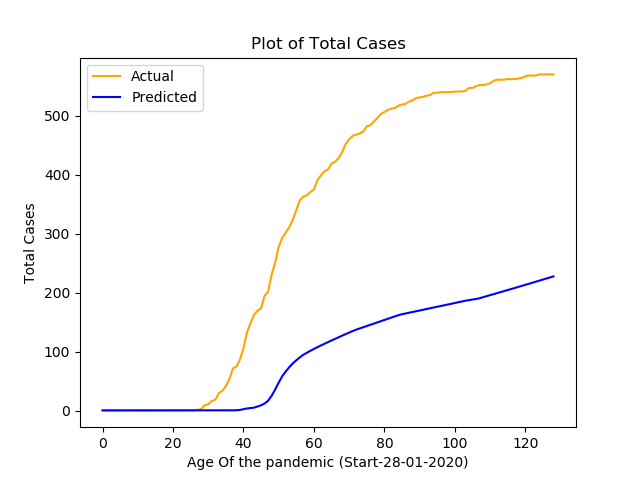 Plot of Total Cases
Actual
Predicted
Total Cases
500
400
300
200
100
0
0 20 40 60 80 100 120
Age Of the pandemic (Start-28-01-2020)